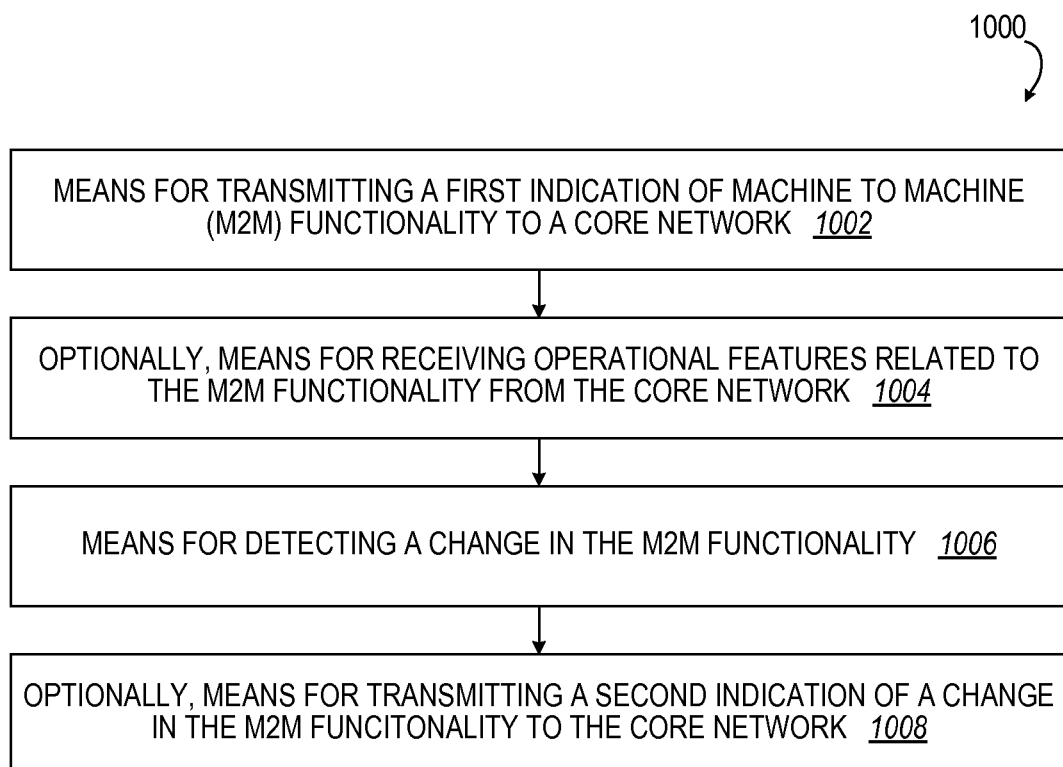 1000
MEANS FOR TRANSMITTING A FIRST INDICATION OF MACHINE TO MACHINE
(M2M) FUNCTIONALITY TO A CORE NETWORK 1002
OPTIONALLY, MEANS FOR RECEIVING OPERATIONAL FEATURES RELATED TO
THE M2M FUNCTIONALITY FROM THE CORE NETWORK 1004
MEANS FOR DETECTING A CHANGE IN THE M2M FUNCTIONALITY 1006
OPTIONALLY, MEANS FOR TRANSMITTING A SECOND INDICATION OF A CHANGE
IN THE M2M FUNCITONALITY TO THE CORE NETWORK 1008